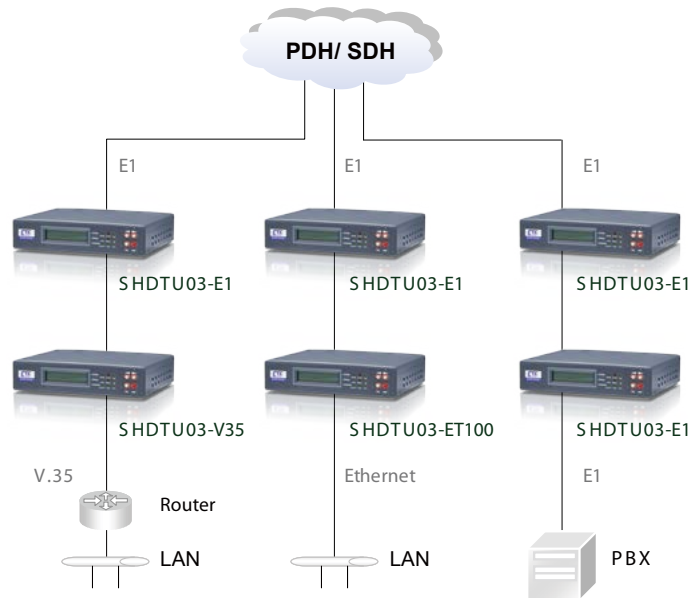 PDH/ SDH
E1 E1 E1
SHDTU03-E1 SHDTU03-E1 SHDTU03-E1
SHDTU03-V35 SHDTU03-ET100 SHDTU03-E1
V.35 Ethernet E1
Router
LAN LAN PBX